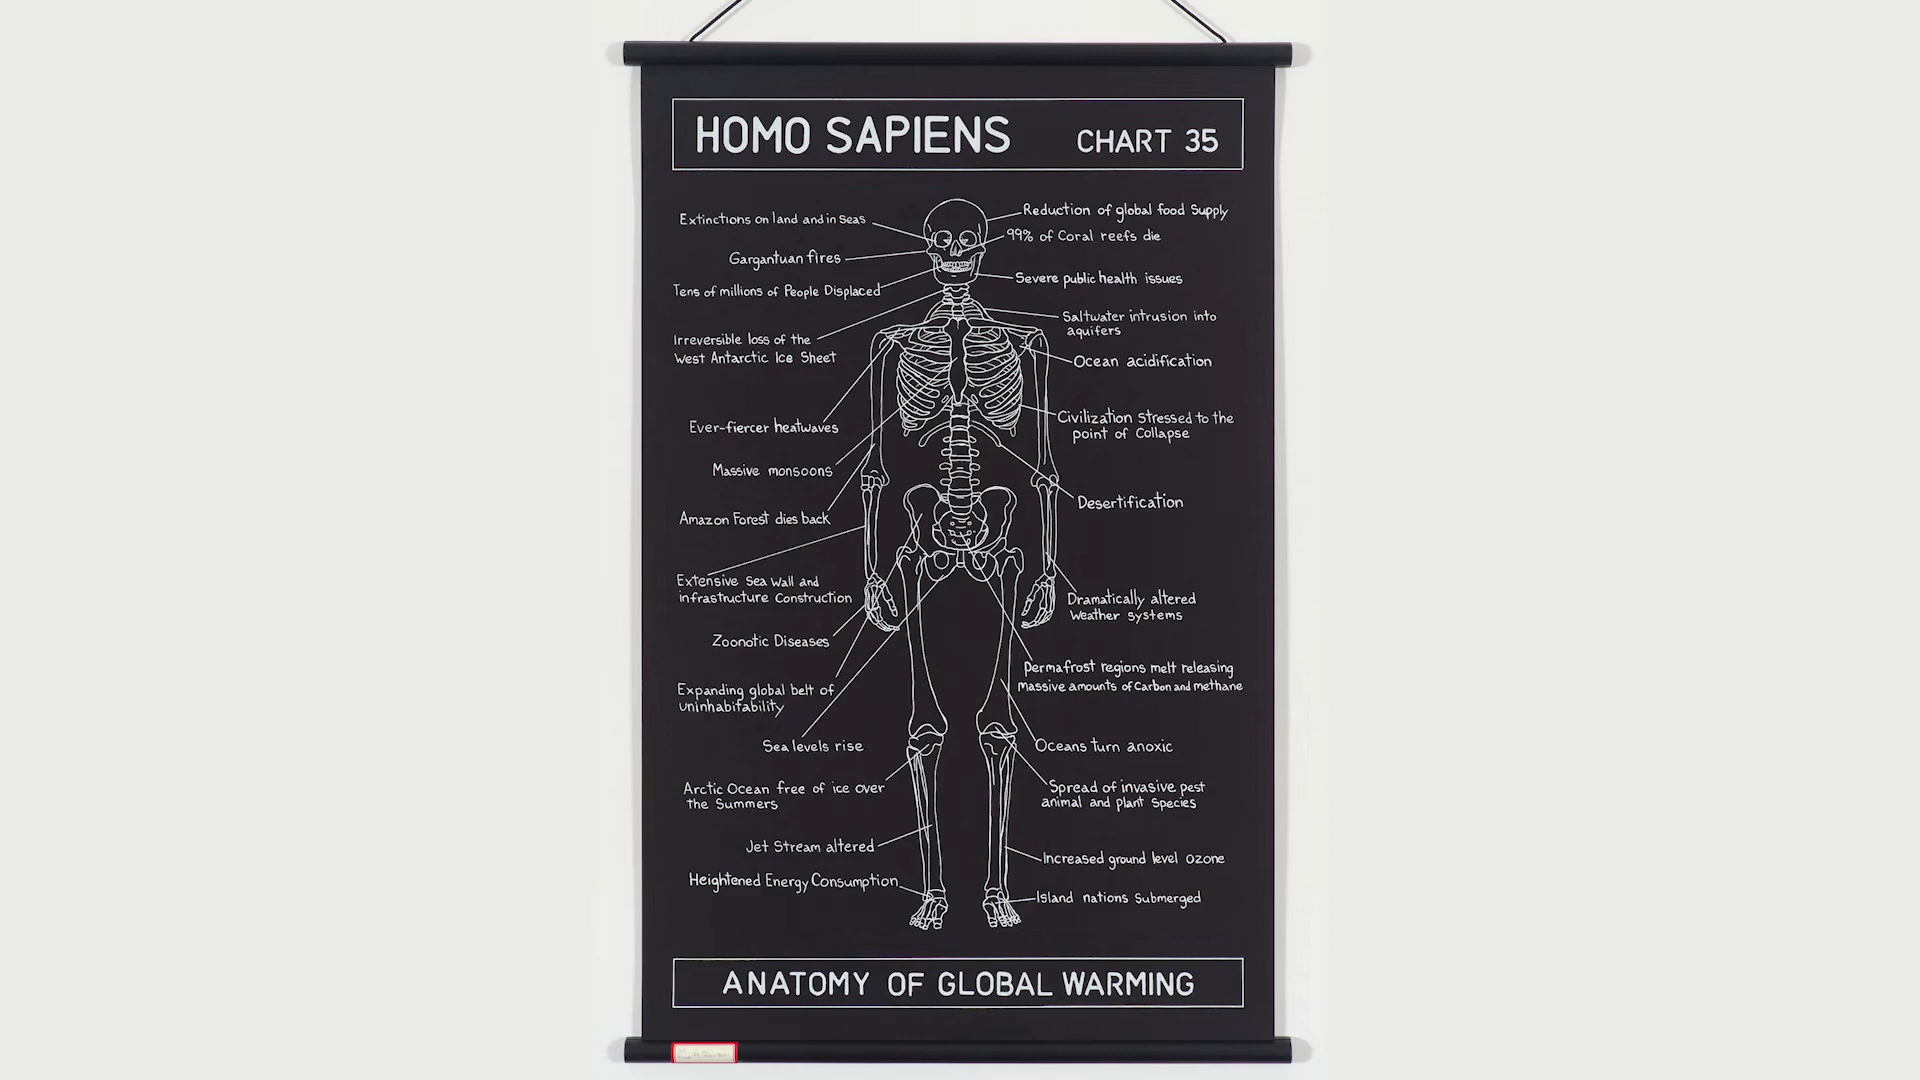 HOMO SAPIENS CHART 35
Extinctions on land and in Seas
Gargantuan fires
Tens of millions of People Displaced
Irreversible loss of the
West Antarctic Ice Sheet
Ever-fiercer heatwaves
Massive monsoons
Amazon Forest dies back
Extensive Sea Wall and
infrastructure Construction
Zoonotic Diseases
Expanding global belt of
uninhabitability
Sea levels rise
Arctic Ocean free of ice over
the Summers
Jet Stream altered
Heightened Energy Consumption
Reduction of global food Supply
99% of Coral reefs die
Severe public health issues
Saltwater intrusion into
aquifers
Ocean acidification
Civilization Stressed to the
point of Collapse
Desertification
Dramatically altered
Weather systems
Permafrost regions melt releasing
Massive amounts of Carbon and methane
Oceans turn anoxic
Spread of invasive pest
animal and plant Species
Increased ground level Ozone
Island nations Submerged
ANATOMY OF GLOBAL WARMING